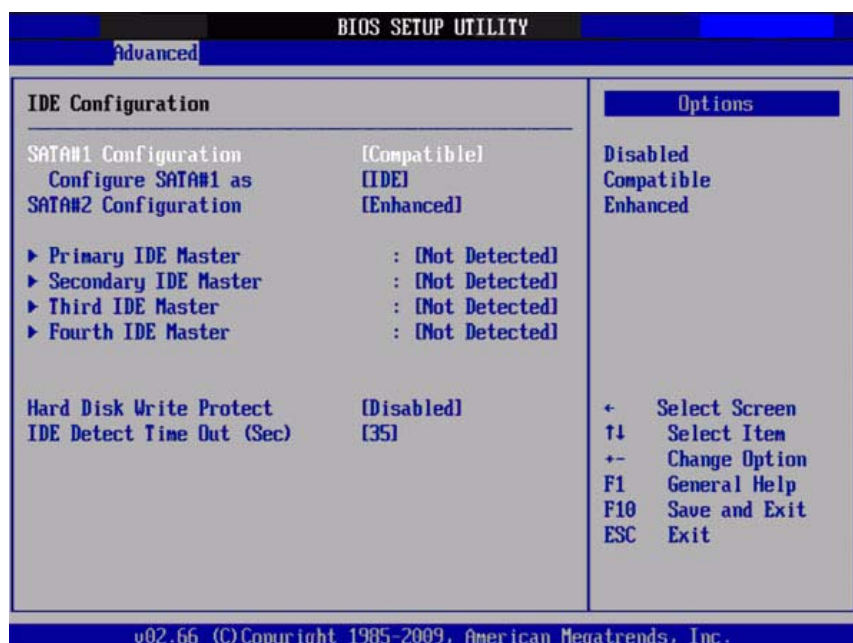 BIOS SETUP UTILITY
Advanced
IDE Configuration
SATA#1 Configuration [Compatible]
Configure SATA#1 as [IDE]
SATA#2 Configuration [Enhanced]
Primary IDE Master : [Not Detected]
Secondary IDE Master : [Not Detected]
Third IDE Master : [Not Detected]
Fourth IDE Master : [Not Detected]
Hard Disk Write Protect [Disabled]
IDE Detect Time Out (Sec) [35]
Options
Disabled
Compatible
Enhanced
← Select Screen
↑↓ Select Item
+- Change Option
F1 General Help
F10 Save and Exit
ESC Exit
v02.66 (C)Copyright 1985-2009, American Megatrends, Inc.